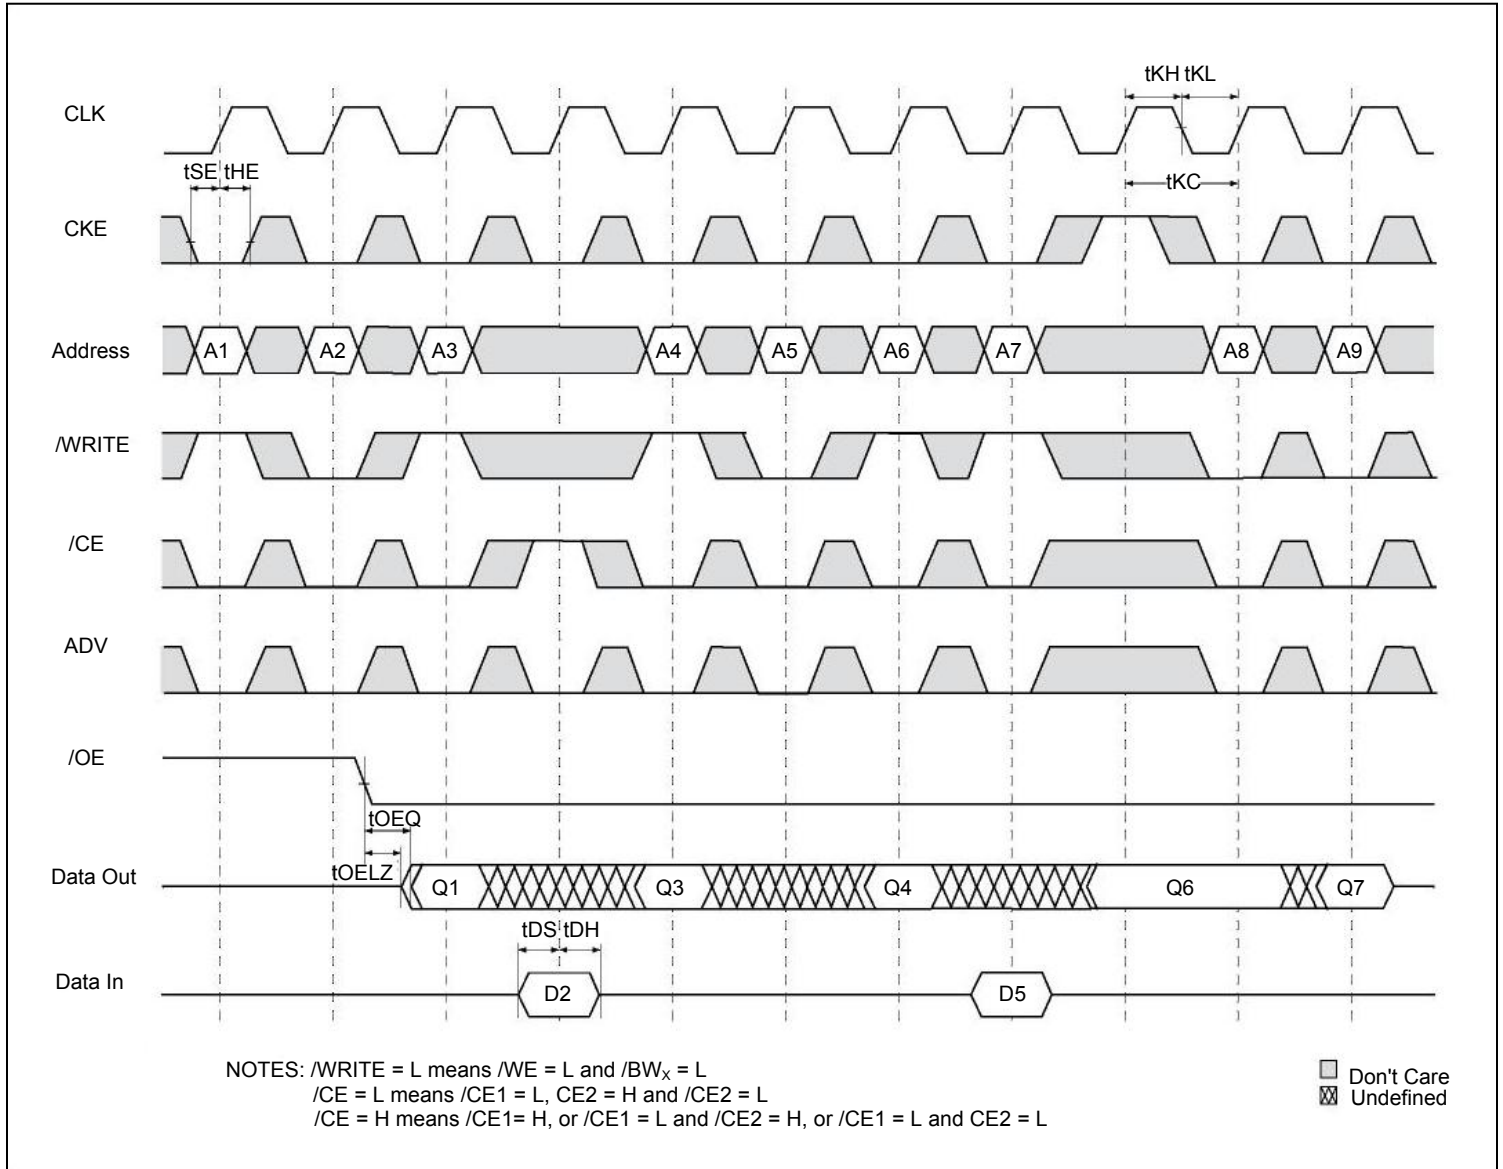 tKH tKL
CLK
tSE tHE
tKC
CKE
Address A1 A2 A3 A4 A5 A6 A7 A8 A9
/WRITE
/CE
ADV
/OE
tOEQ
tOELZ
Data Out Q1 Q3 Q4 Q6 Q7
tDS tDH
Data In D2 D5
NOTES: /WRITE = L means /WE = L and /BWX = L
/CE = L means /CE1 = L, CE2 = H and /CE2 = L
/CE = H means /CE1= H, or /CE1 = L and /CE2 = H, or /CE1 = L and CE2 = L
Don't Care
Undefined